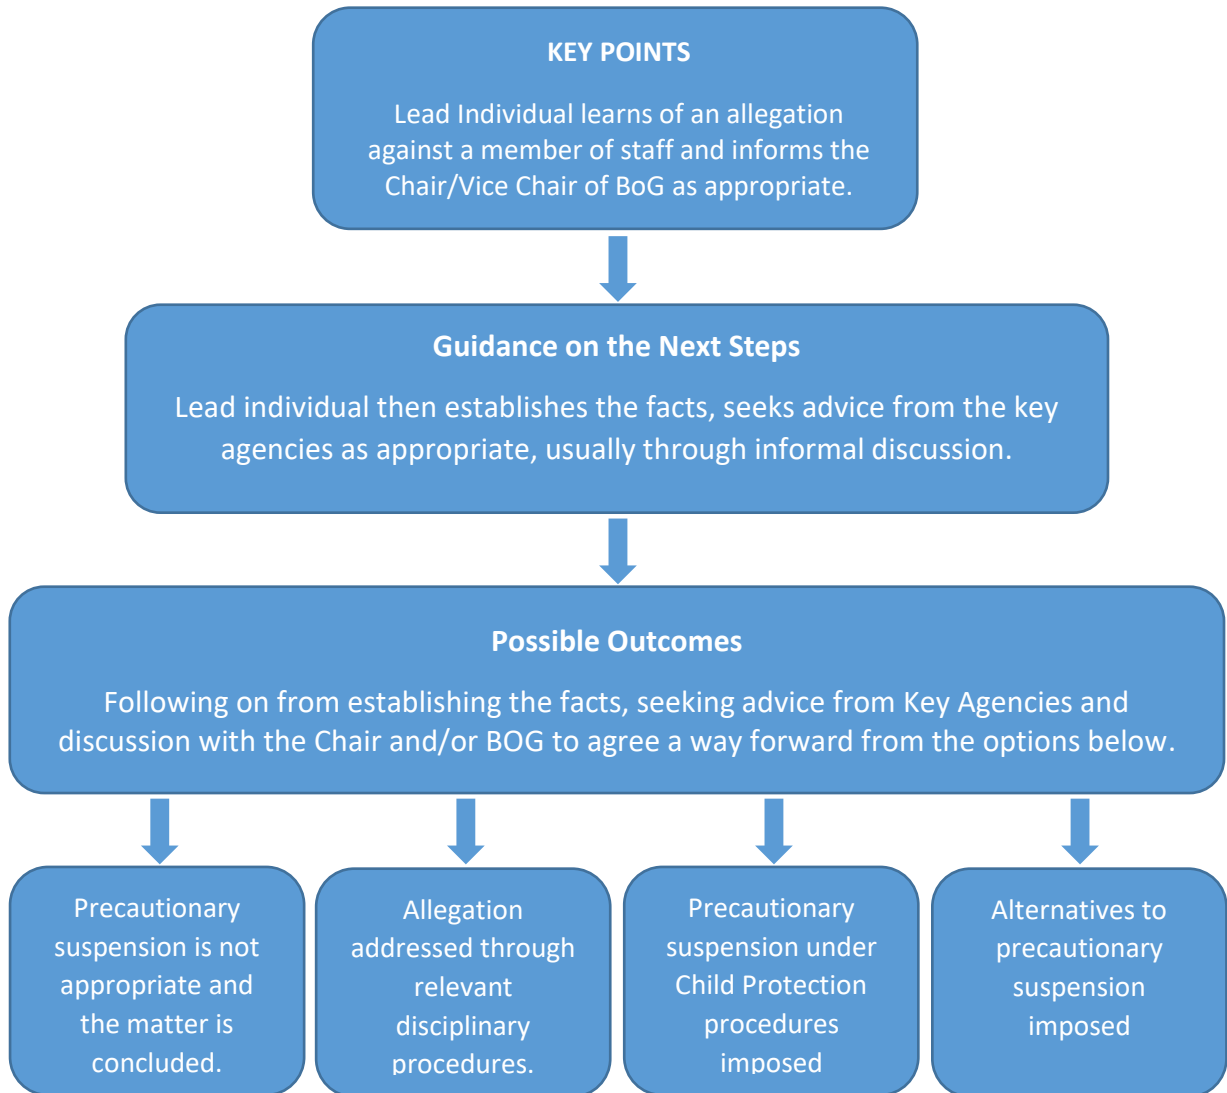 KEY POINTS
Lead Individual learns of an allegation
against a member of staff and informs the
Chair/Vice Chair of BoG as appropriate.
Guidance on the Next Steps
Lead individual then establishes the facts, seeks advice from the key
agencies as appropriate, usually through informal discussion.
Possible Outcomes
Following on from establishing the facts, seeking advice from Key Agencies and
discussion with the Chair and/or BOG to agree a way forward from the options below.
Precautionary
suspension is not
appropriate and
the matter is
concluded.
Allegation
addressed through
relevant
disciplinary
procedures.
Precautionary
suspension under
Child Protection
procedures
imposed
Alternatives to
precautionary
suspension
imposed